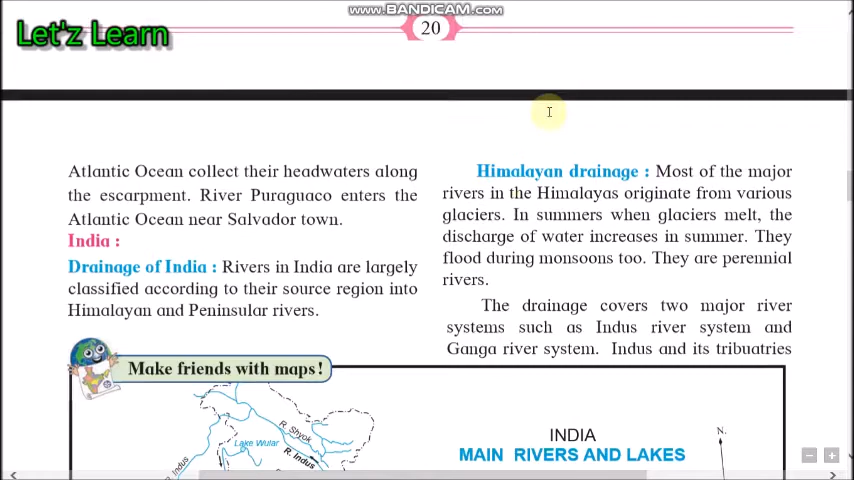 www.BANDICAM.com
Let'z Learn
20
Atlantic Ocean collect their headwaters along
the escarpment. River Puraguaco enters the
Atlantic Ocean near Salvador town.
India :
Drainage of India : Rivers in India are largely
classified according to their source region into
Himalayan and Peninsular rivers.
Himalayan drainage : Most of the major
rivers in the Himalayas originate from various
glaciers. In summers when glaciers melt, the
discharge of water increases in summer. They
flood during monsoons too. They are perennial
rivers.
The drainage covers two major river
systems such as Indus river system and
Ganga river system. Indus and its tribuatries
Make friends with maps!
INDIA
MAIN RIVERS AND LAKES
N.
R. Shyok
Lake Wular
R. Indus
Indus